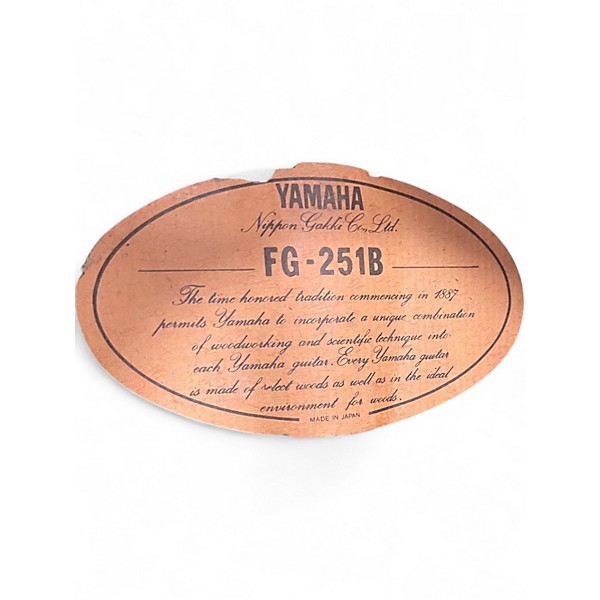 YAMAHA
Nippon Gakki Co., Ltd.
FG-251B
The time honored tradition commencing in 1887
permits Yamaha to incorporate a unique combination
of woodworking and scientific technique into
each Yamaha guitar. Every Yamaha guitar
is made of select woods as well as in the ideal
environment for woods.
MADE IN JAPAN